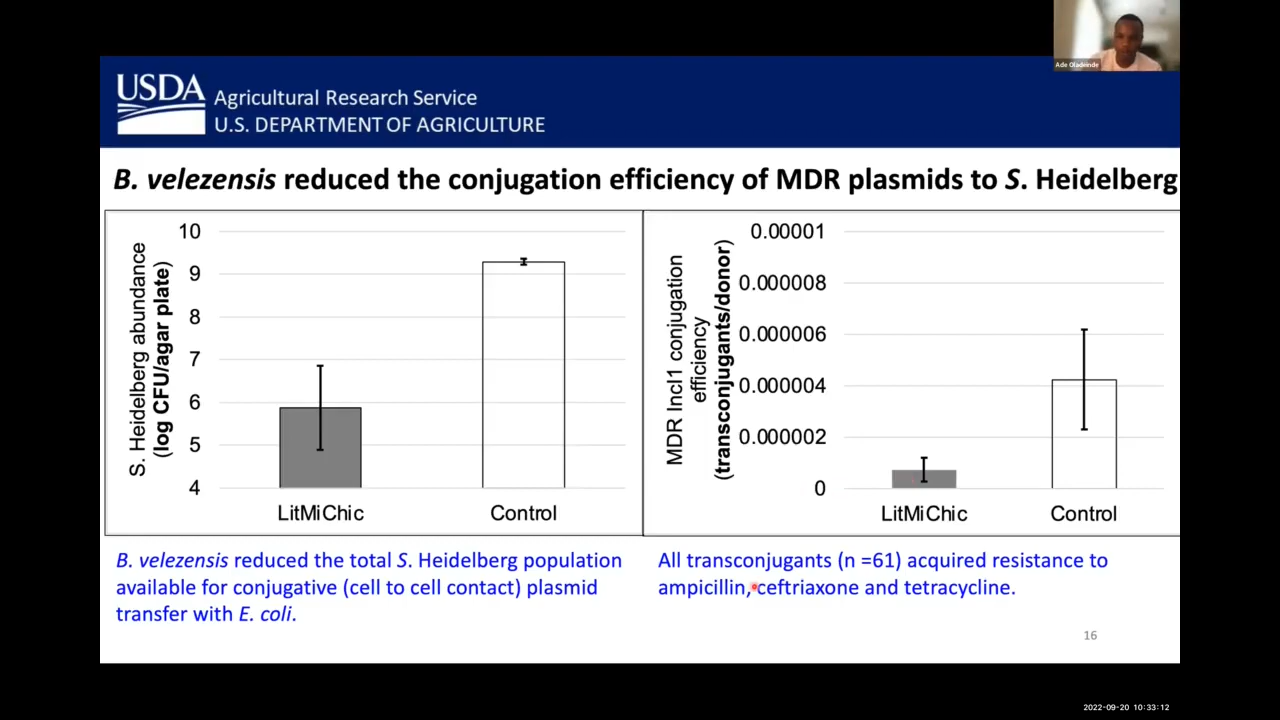 Ade Oladeinde
USDA
Agricultural Research Service
U.S. DEPARTMENT OF AGRICULTURE
B. velezensis reduced the conjugation efficiency of MDR plasmids to S. Heidelberg
S. Heidelberg abundance
(log CFU/agar plate)
10
9
8
7
6
5
4
LitMiChic
Control
MDR IncI1 conjugation
efficiency
(transconjugants/donor)
0.00001
0.000008
0.000006
0.000004
0.000002
0
LitMiChic
Control
B. velezensis reduced the total S. Heidelberg population
available for conjugative (cell to cell contact) plasmid
transfer with E. coli.
All transconjugants (n =61) acquired resistance to
ampicillin, ceftriaxone and tetracycline.
16
2022-09-20 10:33:12